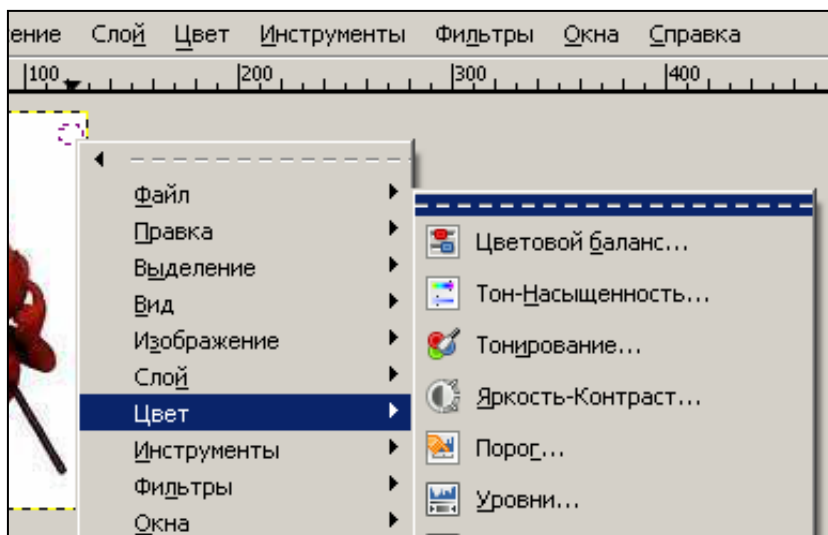 ение Слой Цвет Инструменты Фильтры Окна Справка
100 200 300 400
Файл
Правка
Выделение
Вид
Изображение
Слой
Цвет
Инструменты
Фильтры
Окна
Цветовой баланс...
Тон-Насыщенность...
Тонирование...
Яркость-Контраст...
Порог...
Уровни...